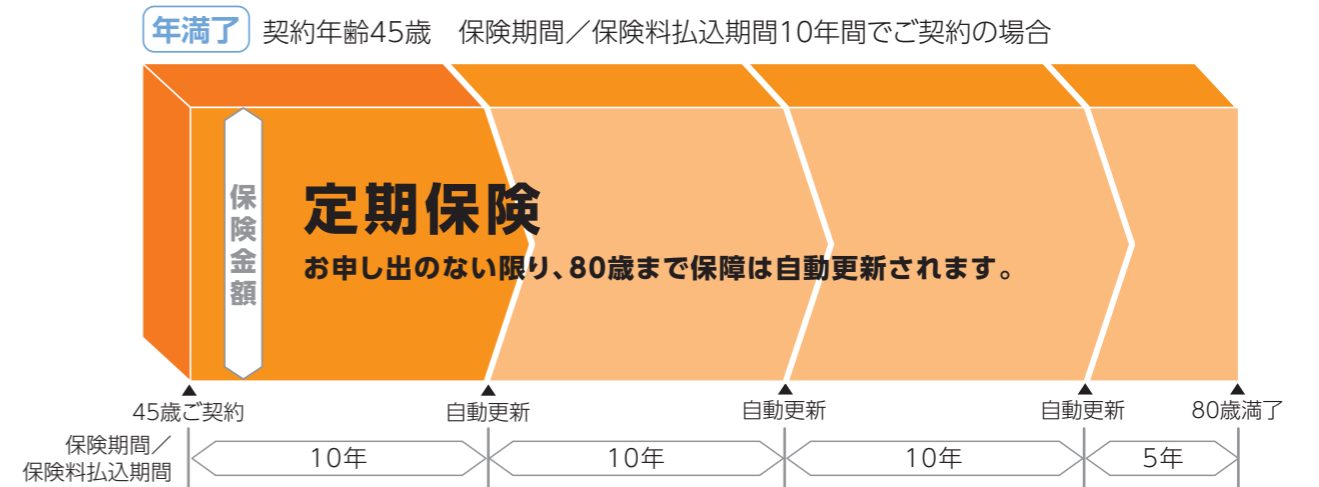 年満了 契約年齢45歳　保険期間／保険料払込期間10年間でご契約の場合
保険金額
定期保険
お申し出のない限り、80歳まで保障は自動更新されます。
45歳ご契約 自動更新 自動更新 自動更新 80歳満了
保険期間／
保険料払込期間
10年 10年 10年 5年